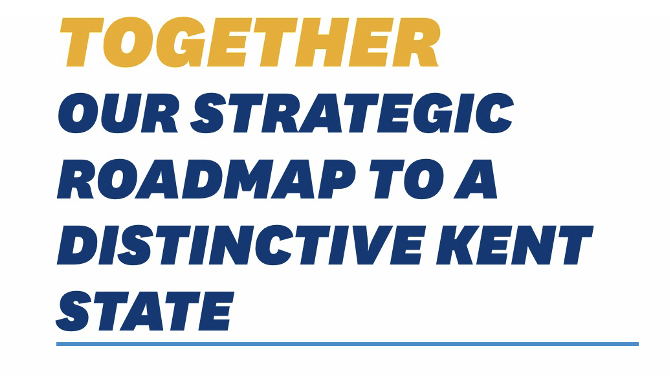 TOGETHER
OUR STRATEGIC
ROADMAP TO A
DISTINCTIVE KENT
STATE